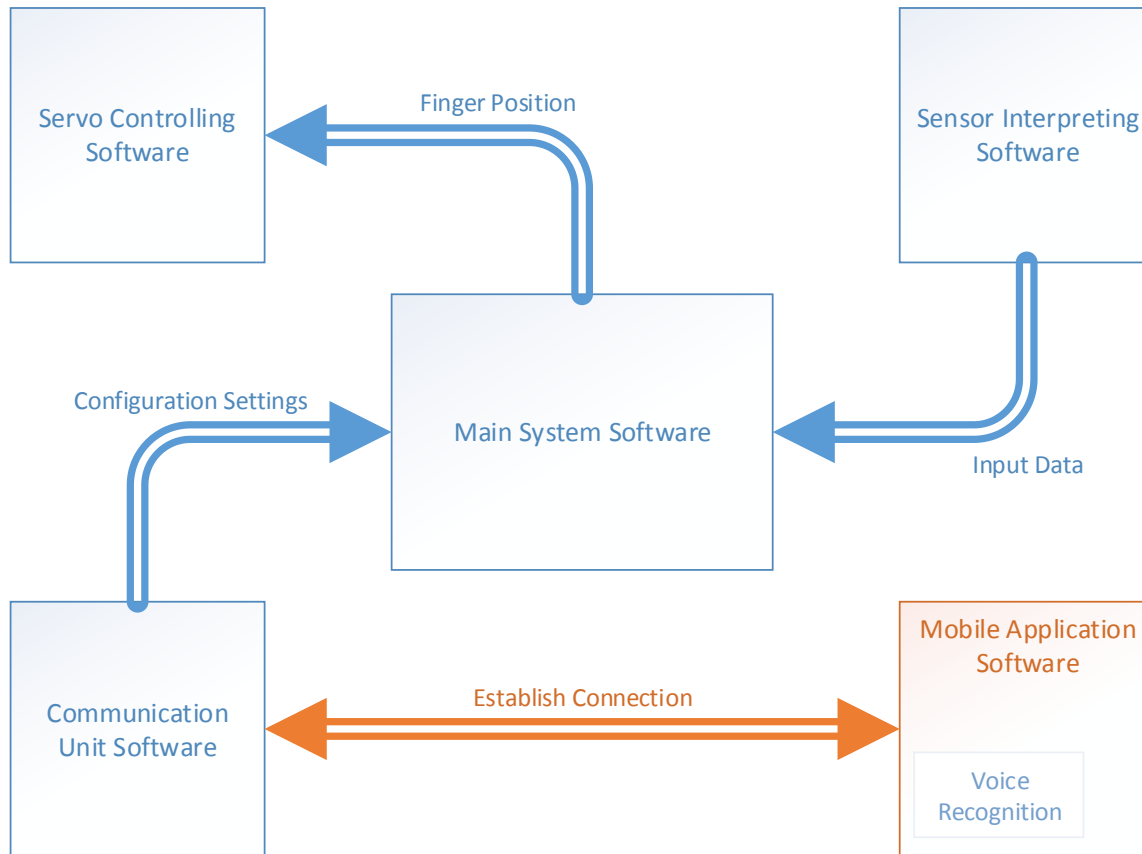 Servo Controlling
Software
Finger Position
Sensor Interpreting
Software
Configuration Settings
Main System Software
Input Data
Communication
Unit Software
Establish Connection
Mobile Application
Software
Voice
Recognition